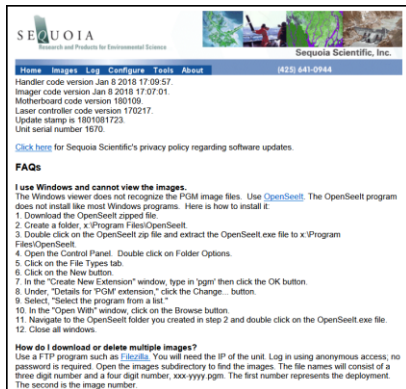 SEQUOIA
Research and Products for Environmental Science
Sequoia Scientific, Inc.
Home Images Log Configure Tools About (425) 641-0944
Handler code version Jan 8 2018 17:09:57.
Imager code version Jan 8 2018 17:07:01.
Motherboard code version 180109.
Laser controller code version 170217.
Update stamp is 1801081723.
Unit serial number 1670.
Click here for Sequoia Scientific's privacy policy regarding software updates.
FAQs
I use Windows and cannot view the images.
The Windows viewer does not recognize the PGM image files. Use OpenSeeIt. The OpenSeeIt program
does not install like most Windows programs. Here is how to install it:
1. Download the OpenSeeIt zipped file.
2. Create a folder, x:\Program Files\OpenSeeIt.
3. Double click on the OpenSeeIt zip file and extract the OpenSeeIt.exe file to x:\Program
Files\OpenSeeIt.
4. Open the Control Panel. Double click on Folder Options.
5. Click on the File Types tab.
6. Click on the New button.
7. In the "Create New Extension" window, type in 'pgm' then click the OK button.
8. Under, "Details for 'PGM' extension," click the Change... button.
9. Select, "Select the program from a list."
10. In the "Open With" window, click on the Browse button.
11. Navigate to the OpenSeeIt folder you created in step 2 and double click on the OpenSeeIt.exe file.
12. Close all windows.
How do I download or delete multiple images?
Use a FTP program such as Filezilla. You will need the IP of the unit. Log in using anonymous access; no
password is required. Open the images subdirectory to find the images. The file names will consist of a
three digit number and a four digit number, xxx-yyyy.pgm. The first number represents the deployment.
The second is the image number.